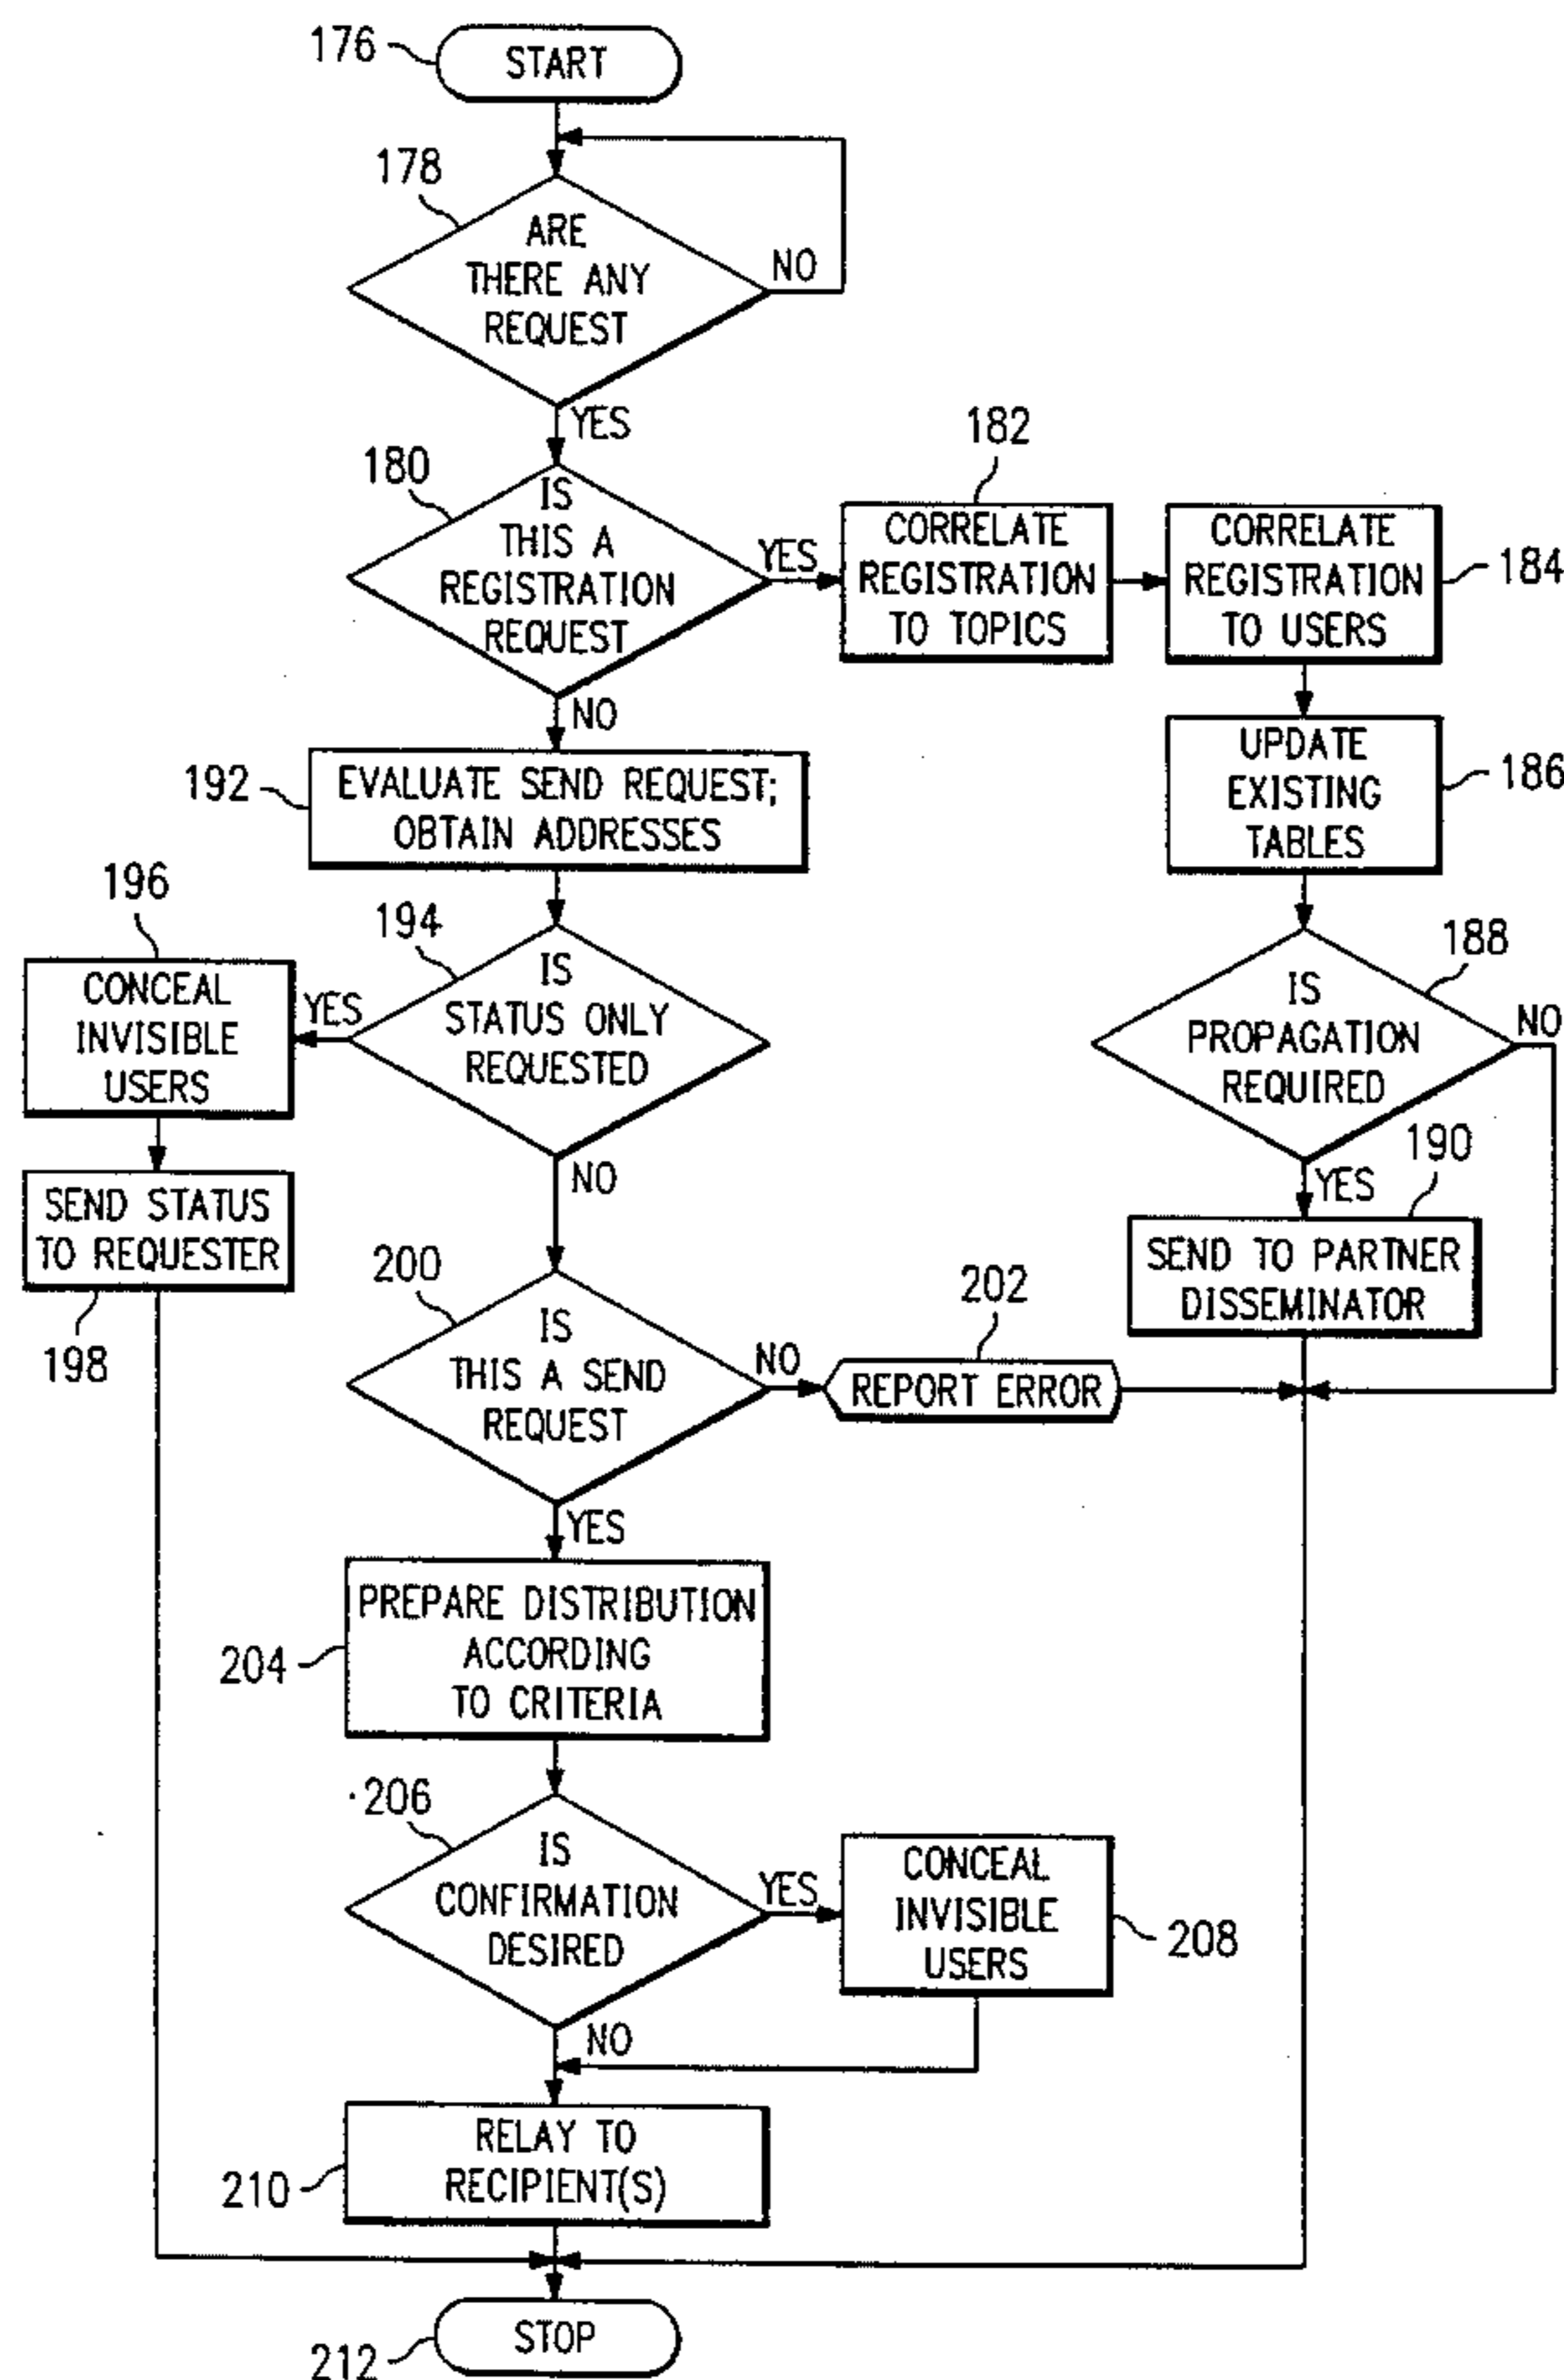 176
START
178
ARE
THERE ANY
REQUEST
NO
YES
180
IS
THIS A
REGISTRATION
REQUEST
YES
182
CORRELATE
REGISTRATION
TO TOPICS
CORRELATE
REGISTRATION
TO USERS
184
NO
UPDATE
EXISTING
TABLES
186
192
EVALUATE SEND REQUEST;
OBTAIN ADDRESSES
196
CONCEAL
INVISIBLE
USERS
YES
194
IS
STATUS ONLY
REQUESTED
NO
188
IS
PROPAGATION
REQUIRED
NO
YES
190
SEND TO PARTNER
DISSEMINATOR
SEND STATUS
TO REQUESTER
198
200
IS
THIS A SEND
REQUEST
NO
202
REPORT ERROR
YES
204
PREPARE DISTRIBUTION
ACCORDING
TO CRITERIA
206
IS
CONFIRMATION
DESIRED
YES
CONCEAL
INVISIBLE
USERS
208
NO
210
RELAY TO
RECIPIENT(S)
STOP
212